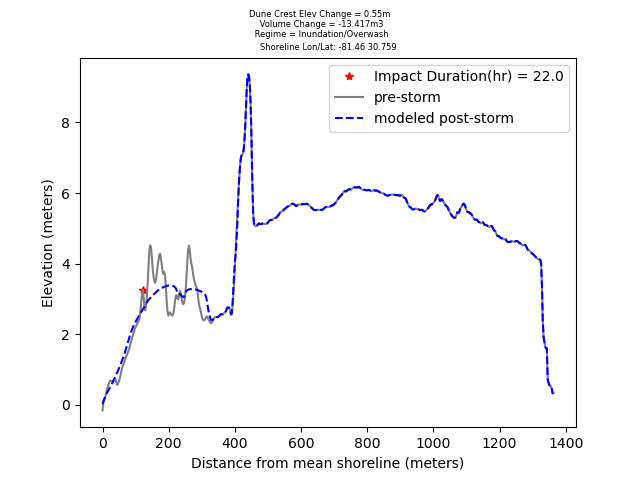 Dune Crest Elev Change = 0.55m
Volume Change = -13.417m3
Regime = Inundation/Overwash
Shoreline Lon/Lat: -81.46 30.759
Impact Duration(hr) = 22.0
pre-storm
modeled post-storm
Elevation (meters)
8
6
4
2
0
0 200 400 600 800 1000 1200 1400
Distance from mean shoreline (meters)